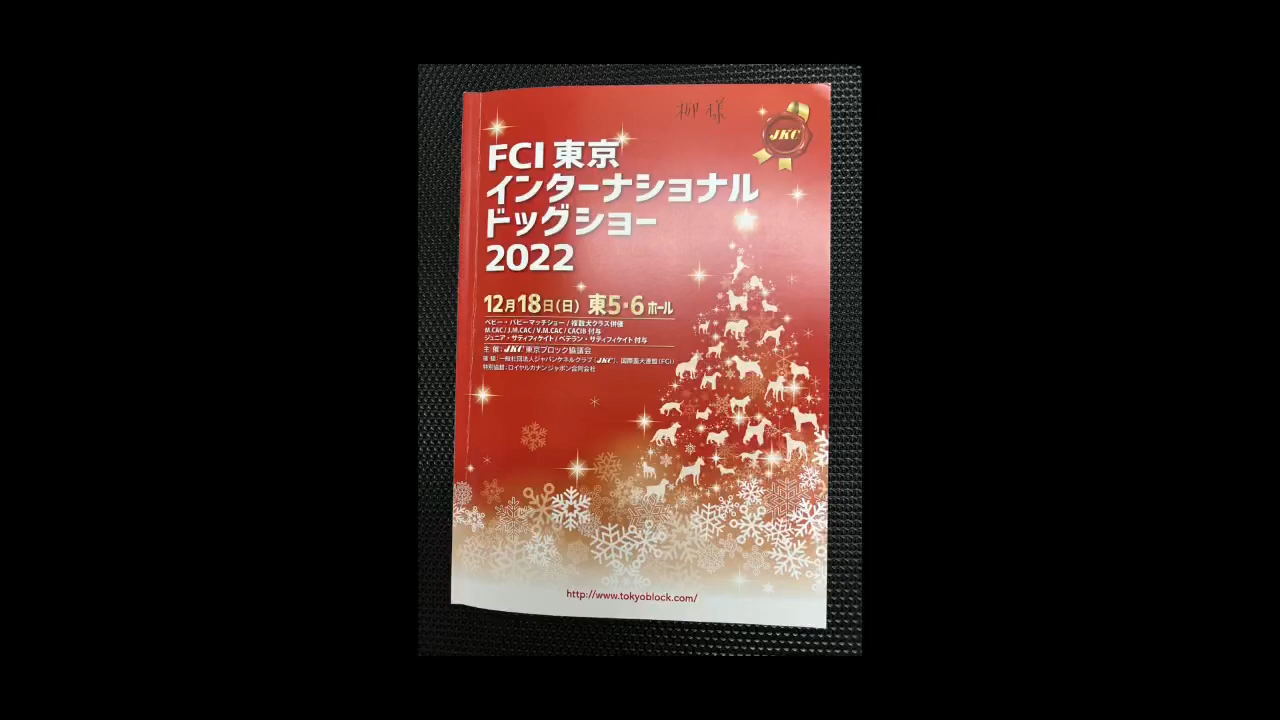 柳様
JKC
FCI 東京
インターナショナル
ドッグショー
2022
12月18日(日) 東5・6ホール
ベビー・パピーマッチショー / 複数犬クラス併催
M.CAC / J.M.CAC / V.M.CAC / CACIB 付与
ジュニア・サティフィケイト / ベテラン・サティフィケイト 付与
主 催：JKC 東京ブロック協議会
後 援：一般社団法人ジャパンケネルクラブ「JKC」、国際畜犬連盟(FCI)
特別協賛：ロイヤルカナン ジャポン合同会社
http://www.tokyoblock.com/